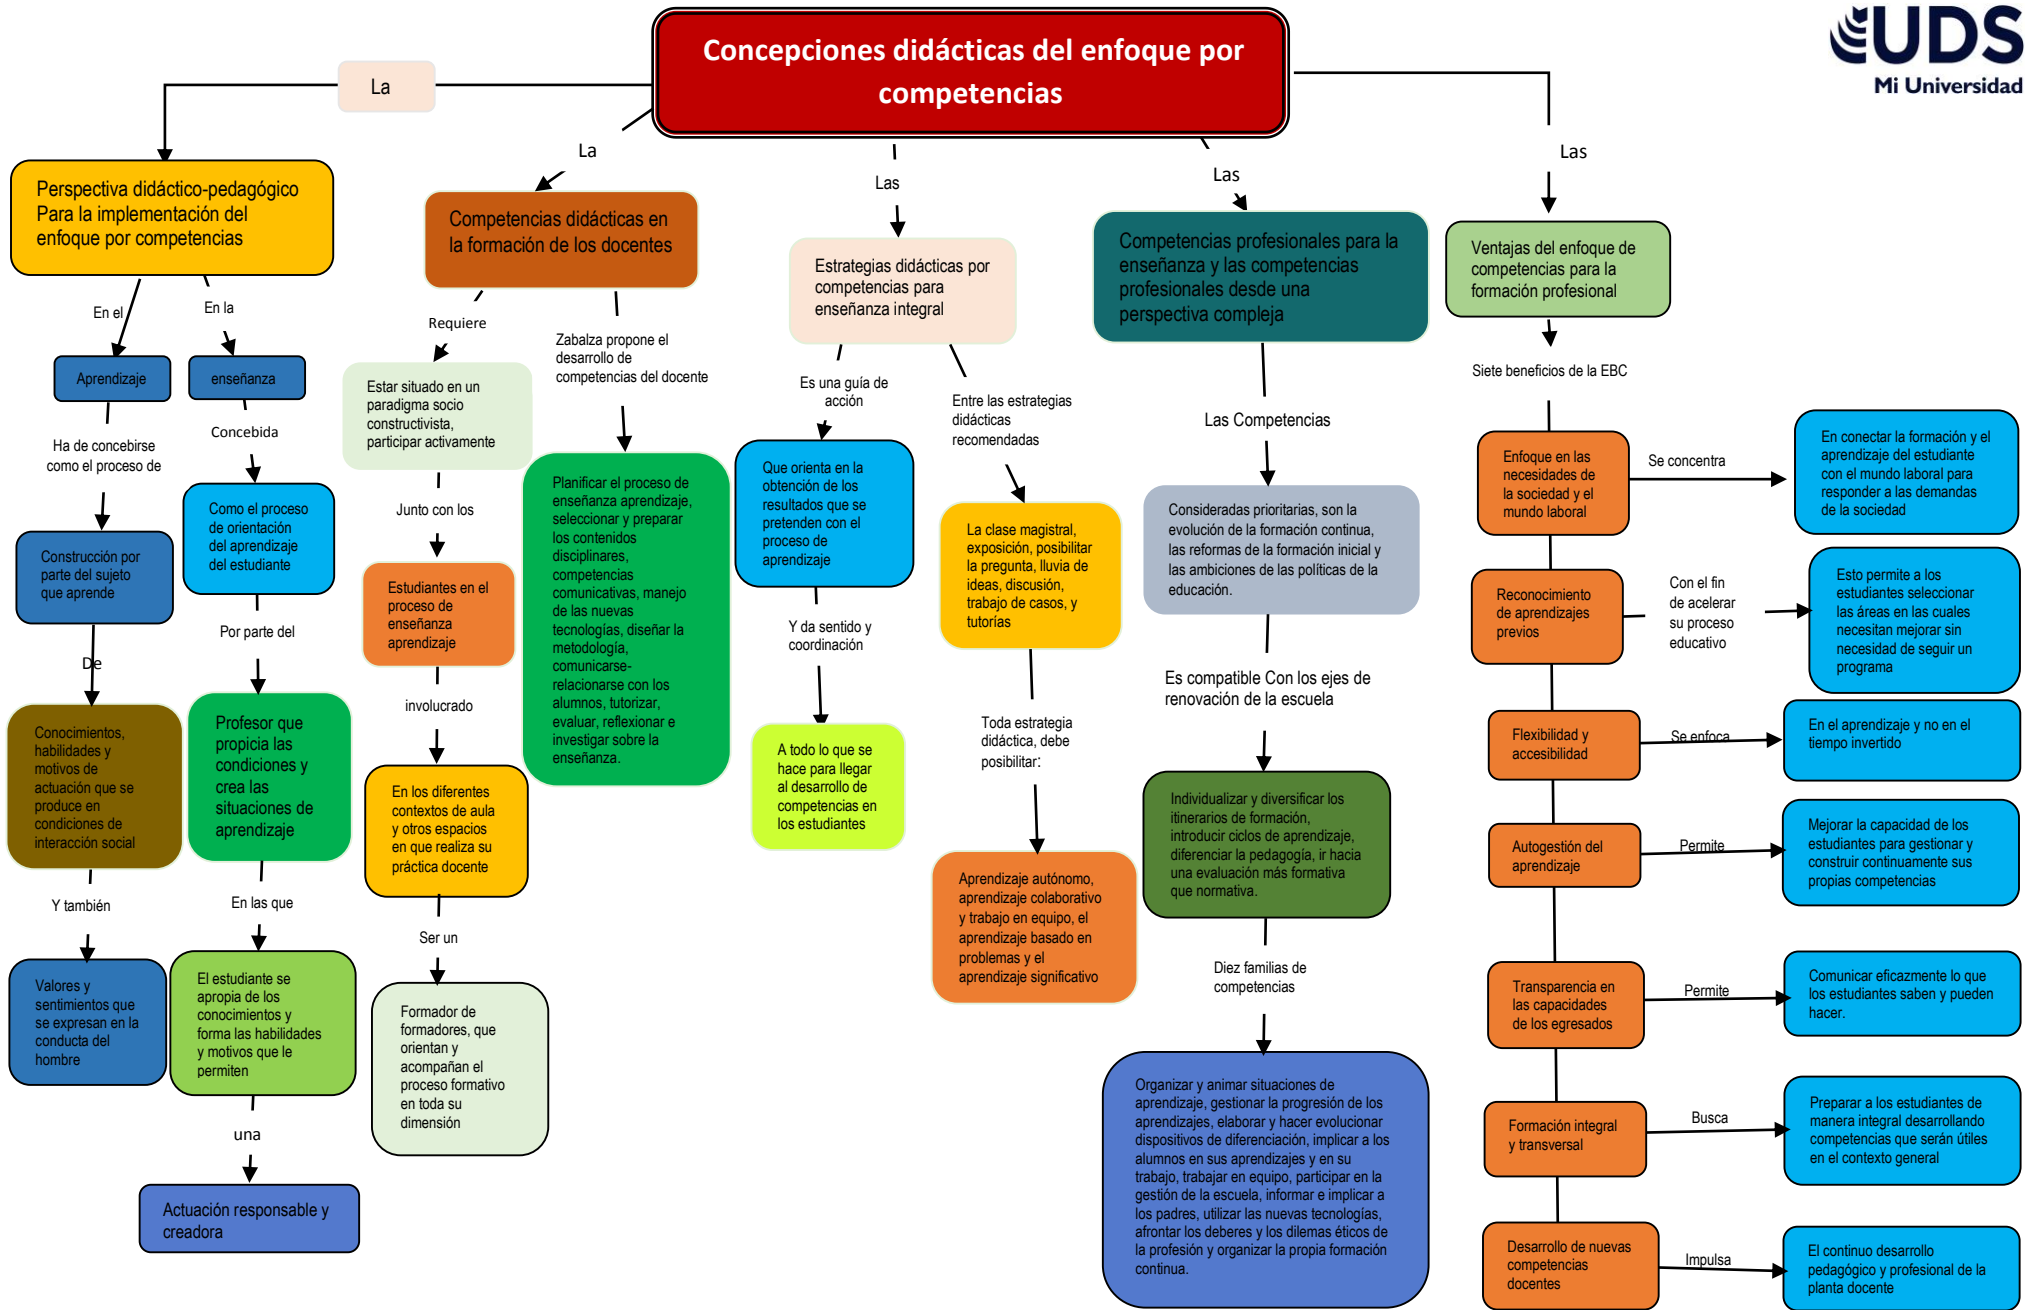 Concepciones didácticas del enfoque por
competencias
UDS
Mi Universidad
La
Perspectiva didáctico-pedagógico
Para la implementación del
enfoque por competencias
En el
En la
Aprendizaje
enseñanza
Ha de concebirse
como el proceso de
Concebida
Construcción por
parte del sujeto
que aprende
Como el proceso
de orientación
del aprendizaje
del estudiante
De
Por parte del
Conocimientos,
habilidades y
motivos de
actuación que se
produce en
condiciones de
interacción social
Profesor que
propicia las
condiciones y
crea las
situaciones de
aprendizaje
Y también
En las que
Valores y
sentimientos que
se expresan en la
conducta del
hombre
El estudiante se
apropia de los
conocimientos y
forma las habilidades
y motivos que le
permiten
una
Actuación responsable y
creadora
La
Competencias didácticas en
la formación de los docentes
Requiere
Zabalza propone el
desarrollo de
competencias del docente
Estar situado en un
paradigma socio
constructivista,
participar activamente
Junto con los
Estudiantes en el
proceso de
enseñanza
aprendizaje
involucrado
En los diferentes
contextos de aula
y otros espacios
en que realiza su
práctica docente
Ser un
Formador de
formadores, que
orientan y
acompañan el
proceso formativo
en toda su
dimensión
Planificar el proceso de
enseñanza aprendizaje,
seleccionar y preparar
los contenidos
disciplinares,
competencias
comunicativas, manejo
de las nuevas
tecnologías, diseñar la
metodología,
comunicarse-
relacionarse con los
alumnos, tutorizar,
evaluar, reflexionar e
investigar sobre la
enseñanza.
Las
Estrategias didácticas por
competencias para
enseñanza integral
Es una guía de
acción
Entre las estrategias
didácticas
recomendadas
Que orienta en la
obtención de los
resultados que se
pretenden con el
proceso de
aprendizaje
Y da sentido y
coordinación
A todo lo que se
hace para llegar
al desarrollo de
competencias en
los estudiantes
La clase magistral,
exposición, posibilitar
la pregunta, lluvia de
ideas, discusión,
trabajo de casos, y
tutorías
Toda estrategia
didáctica, debe
posibilitar:
Aprendizaje autónomo,
aprendizaje colaborativo
y trabajo en equipo, el
aprendizaje basado en
problemas y el
aprendizaje significativo
Las
Competencias profesionales para la
enseñanza y las competencias
profesionales desde una
perspectiva compleja
Las Competencias
Consideradas prioritarias, son la
evolución de la formación continua,
las reformas de la formación inicial y
las ambiciones de las políticas de la
educación.
Es compatible Con los ejes de
renovación de la escuela
Individualizar y diversificar los
itinerarios de formación,
introducir ciclos de aprendizaje,
diferenciar la pedagogía, ir hacia
una evaluación más formativa
que normativa.
Diez familias de
competencias
Organizar y animar situaciones de
aprendizaje, gestionar la progresión de los
aprendizajes, elaborar y hacer evolucionar
dispositivos de diferenciación, implicar a los
alumnos en sus aprendizajes y en su
trabajo, trabajar en equipo, participar en la
gestión de la escuela, informar e implicar a
los padres, utilizar las nuevas tecnologías,
afrontar los deberes y los dilemas éticos de
la profesión y organizar la propia formación
continua.
Las
Ventajas del enfoque de
competencias para la
formación profesional
Siete beneficios de la EBC
Enfoque en las
necesidades de
la sociedad y el
mundo laboral
Se concentra
En conectar la formación y el
aprendizaje del estudiante
con el mundo laboral para
responder a las demandas
de la sociedad
Reconocimiento
de aprendizajes
previos
Con el fin
de acelerar
su proceso
educativo
Esto permite a los
estudiantes seleccionar
las áreas en las cuales
necesitan mejorar sin
necesidad de seguir un
programa
Flexibilidad y
accesibilidad
Se enfoca
En el aprendizaje y no en el
tiempo invertido
Autogestión del
aprendizaje
Permite
Mejorar la capacidad de los
estudiantes para gestionar y
construir continuamente sus
propias competencias
Transparencia en
las capacidades
de los egresados
Permite
Comunicar eficazmente lo que
los estudiantes saben y pueden
hacer.
Formación integral
y transversal
Busca
Preparar a los estudiantes de
manera integral desarrollando
competencias que serán útiles
en el contexto general
Desarrollo de nuevas
competencias
docentes
Impulsa
El continuo desarrollo
pedagógico y profesional de la
planta docente